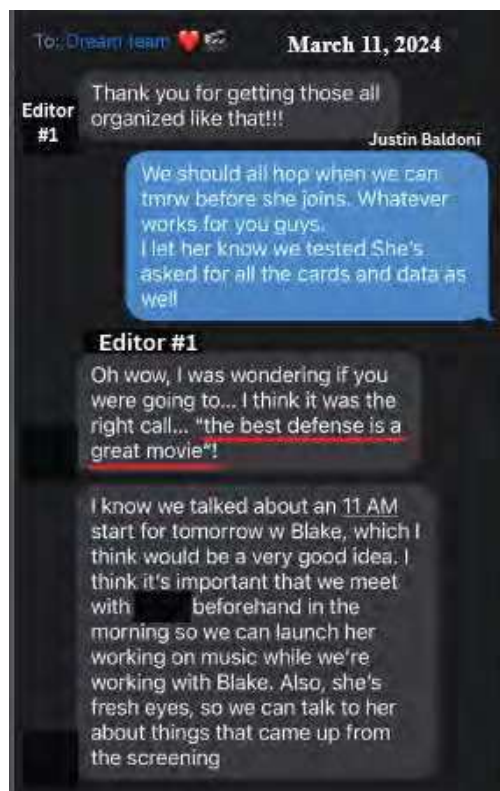 To: Dream team ❤️🎬
March 11, 2024
Editor
#1
Thank you for getting those all
organized like that!!!
Justin Baldoni
We should all hop when we can
tmrw before she joins. Whatever
works for you guys.
I let her know we tested She's
asked for all the cards and data as
well
Editor #1
Oh wow, I was wondering if you
were going to... I think it was the
right call... "the best defense is a
great movie"!
I know we talked about an 11 AM
start for tomorrow w Blake, which I
think would be a very good idea. I
think it's important that we meet
with beforehand in the
morning so we can launch her
working on music while we're
working with Blake. Also, she's
fresh eyes, so we can talk to her
about things that came up from
the screening